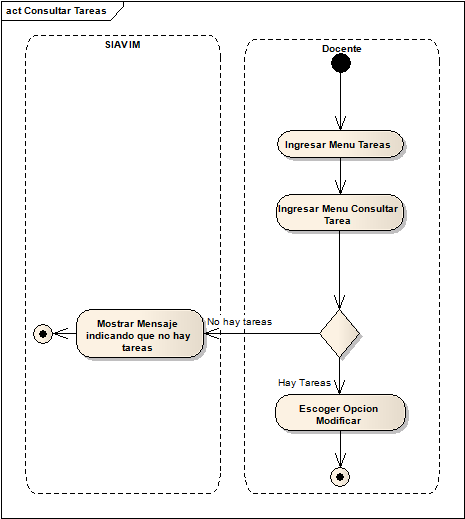 act Consultar Tareas
SIAVIM
Docente
Ingresar Menu Tareas
Ingresar Menu Consultar
Tarea
No hay tareas
Mostrar Mensaje
indicando que no hay
tareas
Hay Tareas
Escoger Opcion
Modificar